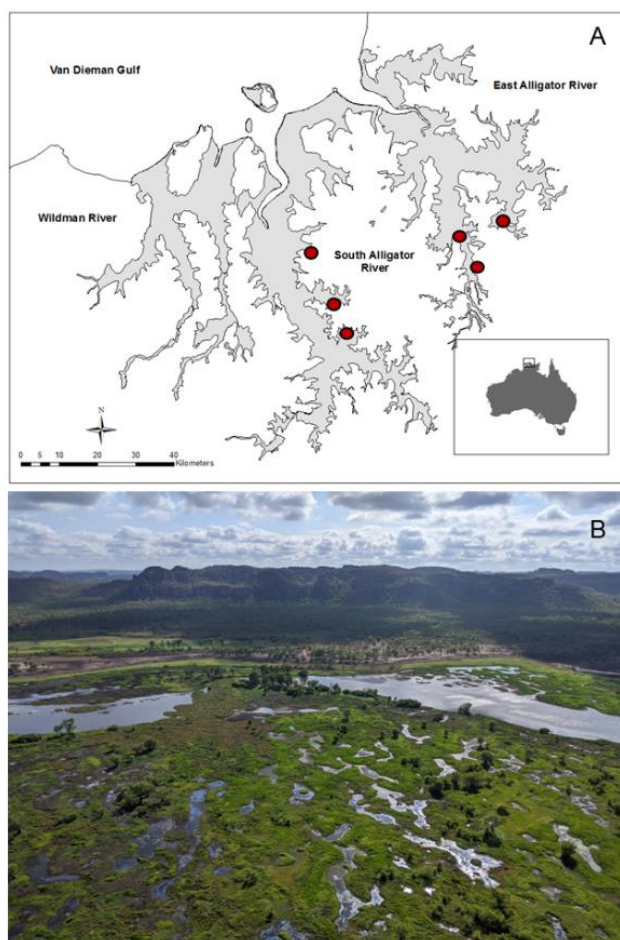 A
Van Dieman Gulf
East Alligator River
Wildman River
South Alligator
River
N
0 5 10 20 30 40
Kilometers
B